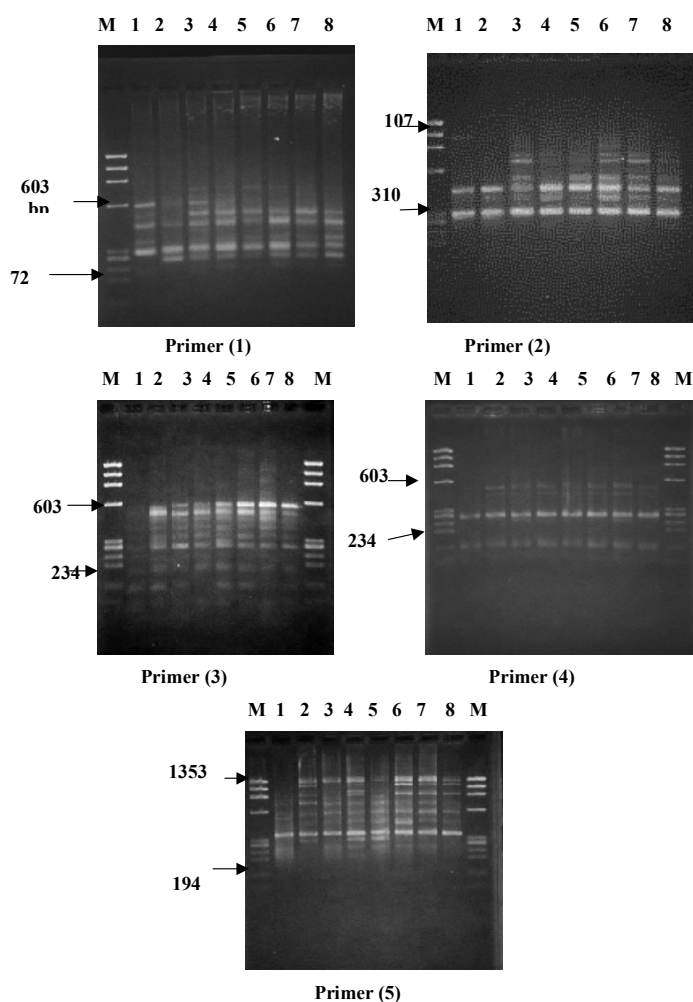 M 1 2 3 4 5 6 7 8
M 1 2 3 4 5 6 7 8
603
bp
72
107
310
Primer (1)
Primer (2)
M 1 2 3 4 5 6 7 8 M
M 1 2 3 4 5 6 7 8 M
603
234
603
234
Primer (3)
Primer (4)
M 1 2 3 4 5 6 7 8 M
1353
194
Primer (5)